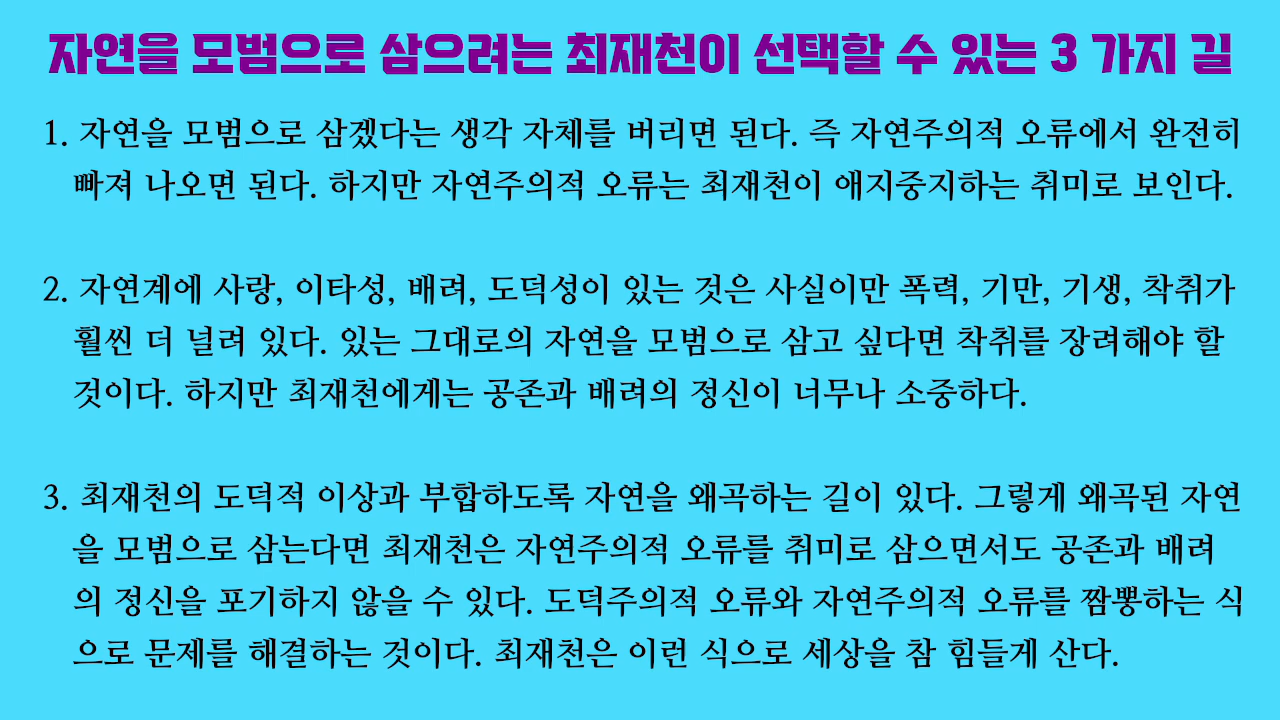 자연을 모범으로 삼으려는 최재천이 선택할 수 있는 3 가지 길
1. 자연을 모범으로 삼겠다는 생각 자체를 버리면 된다. 즉 자연주의적 오류에서 완전히
빠져 나오면 된다. 하지만 자연주의적 오류는 최재천이 애지중지하는 취미로 보인다.
2. 자연계에 사랑, 이타성, 배려, 도덕성이 있는 것은 사실이만 폭력, 기만, 기생, 착취가
훨씬 더 널려 있다. 있는 그대로의 자연을 모범으로 삼고 싶다면 착취를 장려해야 할
것이다. 하지만 최재천에게는 공존과 배려의 정신이 너무나 소중하다.
3. 최재천의 도덕적 이상과 부합하도록 자연을 왜곡하는 길이 있다. 그렇게 왜곡된 자연
을 모범으로 삼는다면 최재천은 자연주의적 오류를 취미로 삼으면서도 공존과 배려
의 정신을 포기하지 않을 수 있다. 도덕주의적 오류와 자연주의적 오류를 짬뽕하는 식
으로 문제를 해결하는 것이다. 최재천은 이런 식으로 세상을 참 힘들게 산다.